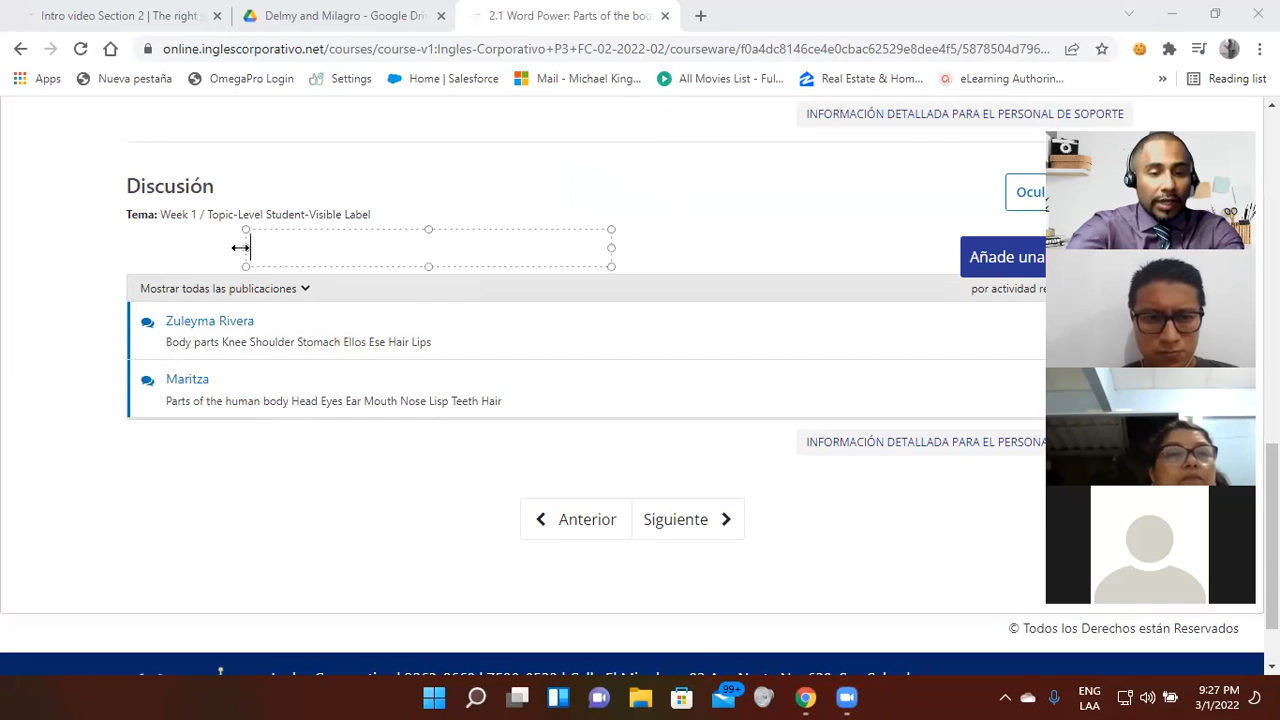 Intro video Section 2 | The right's
Delmy and Milagro - Google Dri
2.1 Word Power: Parts of the bod
online.inglescorporativo.net/courses/course-v1:Ingles-Corporativo+P3+FC-02-2022-02/courseware/f0a4dc8146ce4e0cbac62529e8dee4f5/5878504d796...
Apps
Nueva pestaña
OmegaPro Login
Settings
Home | Salesforce
Mail - Michael King...
All Movies List - Ful...
Real Estate & Hom...
eLearning Authorin...
»
Reading list
INFORMACIÓN DETALLADA PARA EL PERSONAL DE SOPORTE
Discusión
Ocul
Tema: Week 1 / Topic-Level Student-Visible Label
Añade una
Mostrar todas las publicaciones
por actividad re
Zuleyma Rivera
Body parts Knee Shoulder Stomach Ellos Ese Hair Lips
Maritza
Parts of the human body Head Eyes Ear Mouth Nose Lisp Teeth Hair
INFORMACIÓN DETALLADA PARA EL PERSONA
Anterior
Siguiente
© Todos los Derechos están Reservados
99+
ENG
LAA
9:27 PM
3/1/2022